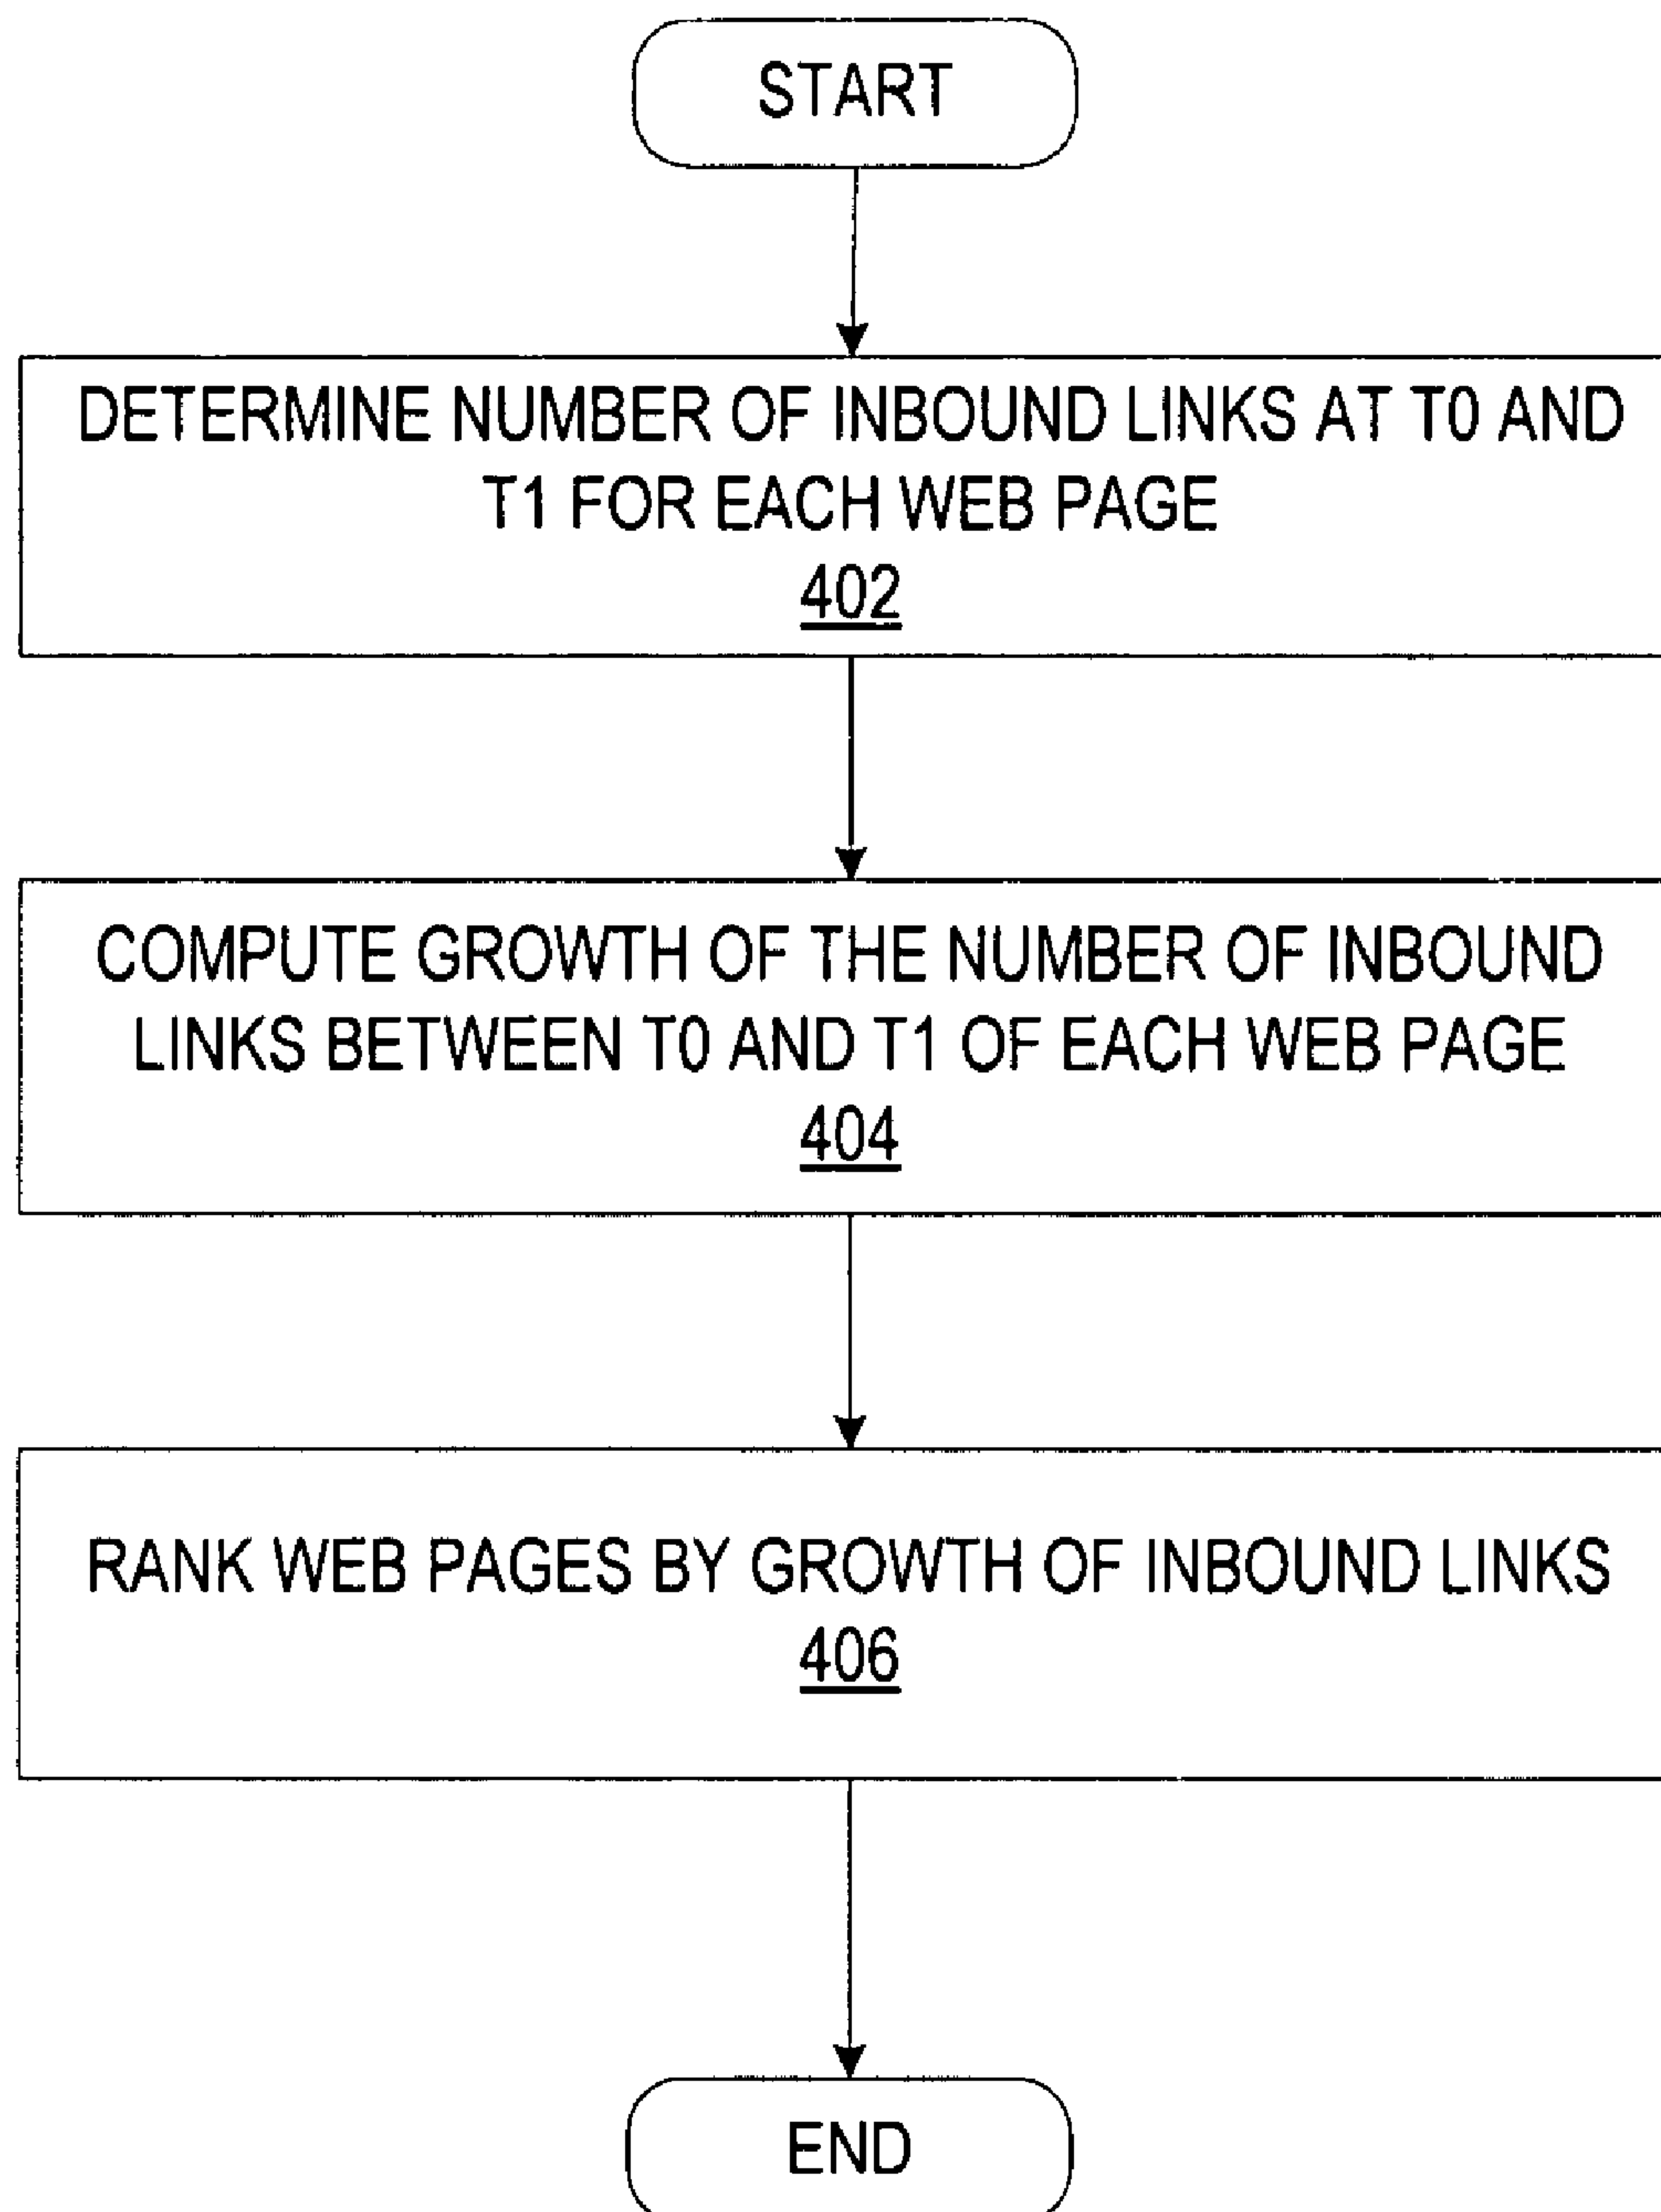 START
DETERMINE NUMBER OF INBOUND LINKS AT T0 AND
T1 FOR EACH WEB PAGE
402
COMPUTE GROWTH OF THE NUMBER OF INBOUND
LINKS BETWEEN T0 AND T1 OF EACH WEB PAGE
404
RANK WEB PAGES BY GROWTH OF INBOUND LINKS
406
END